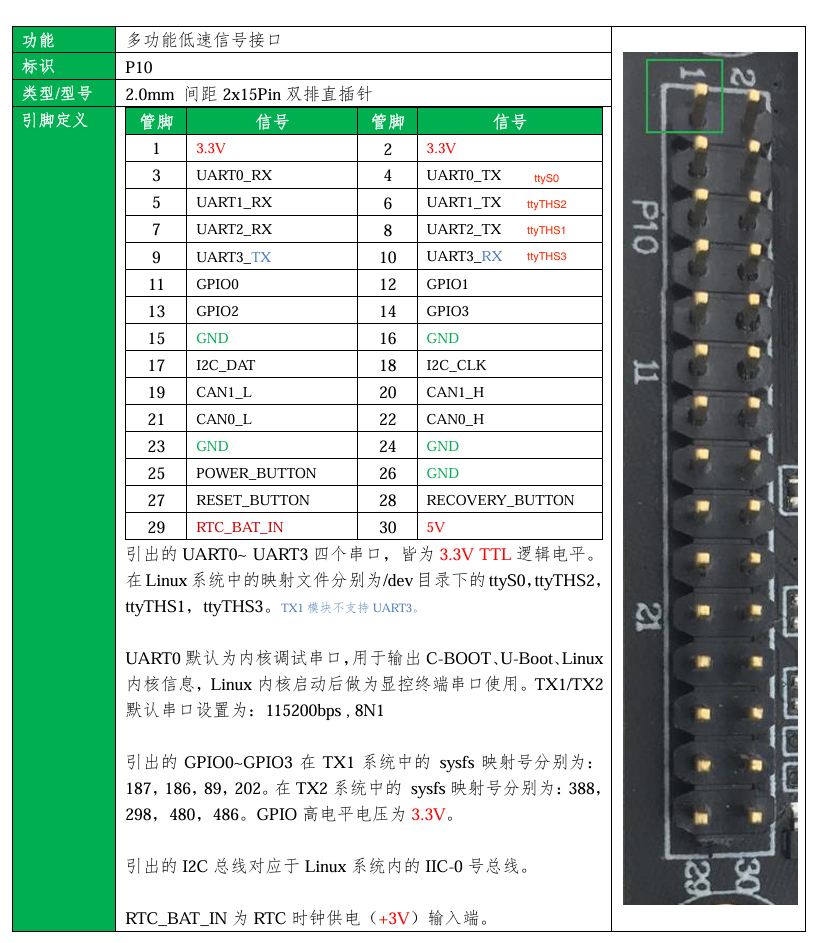 功能 多功能低速信号接口
标识 P10
类型/型号 2.0mm 间距 2x15Pin 双排直插针
引脚定义 管脚 信号 管脚 信号
1 3.3V 2 3.3V
3 UART0_RX 4 UART0_TX ttyS0
5 UART1_RX 6 UART1_TX ttyTHS2
7 UART2_RX 8 UART2_TX ttyTHS1
9 UART3_TX 10 UART3_RX ttyTHS3
11 GPIO0 12 GPIO1
13 GPIO2 14 GPIO3
15 GND 16 GND
17 I2C_DAT 18 I2C_CLK
19 CAN1_L 20 CAN1_H
21 CAN0_L 22 CAN0_H
23 GND 24 GND
25 POWER_BUTTON 26 GND
27 RESET_BUTTON 28 RECOVERY_BUTTON
29 RTC_BAT_IN 30 5V
引出的 UART0~ UART3 四个串口，皆为 3.3V TTL 逻辑电平。
在 Linux 系统中的映射文件分别为/dev 目录下的 ttyS0，ttyTHS2，
ttyTHS1，ttyTHS3。TX1 模块不支持 UART3。
UART0 默认为内核调试串口，用于输出 C-BOOT、U-Boot、Linux
内核信息，Linux 内核启动后做为显控终端串口使用。TX1/TX2
默认串口设置为：115200bps , 8N1
引出的 GPIO0~GPIO3 在 TX1 系统中的 sysfs 映射号分别为：
187，186，89，202。在 TX2 系统中的 sysfs 映射号分别为：388，
298，480，486。GPIO 高电平电压为 3.3V。
引出的 I2C 总线对应于 Linux 系统内的 IIC-0 号总线。
RTC_BAT_IN 为 RTC 时钟供电（+3V）输入端。
1 2
P10
11
21
29 30